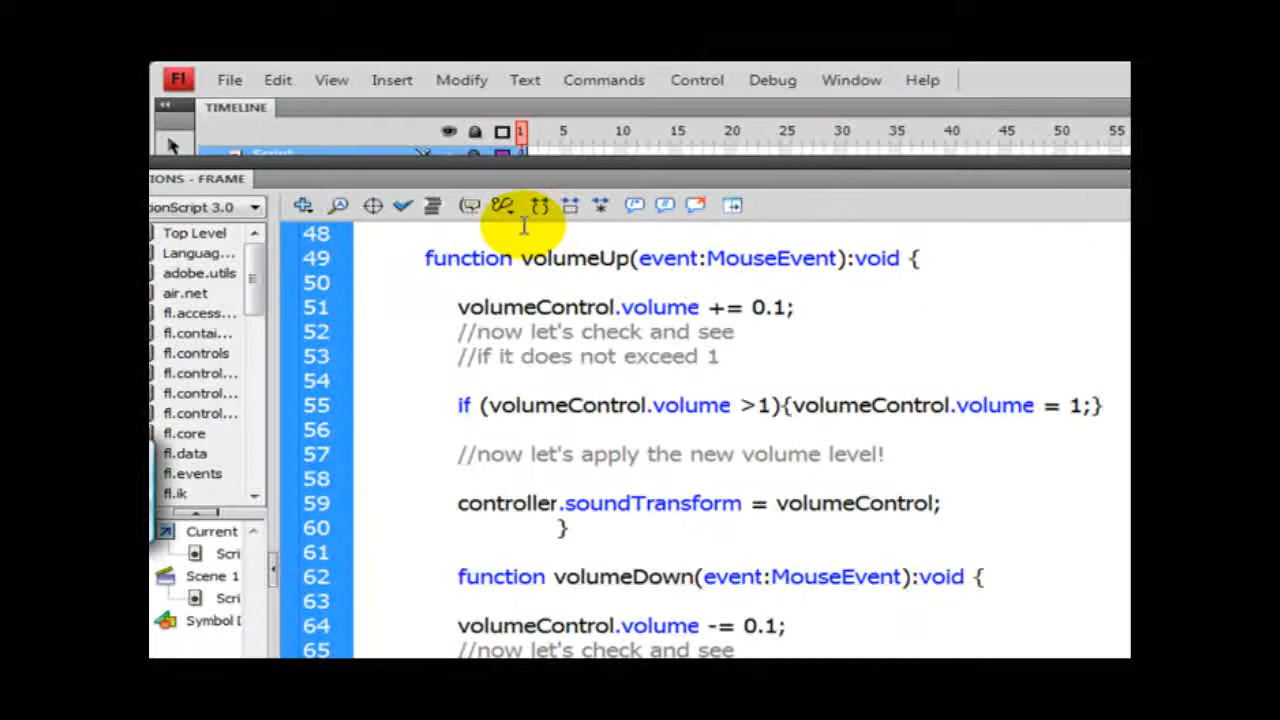 Fl File Edit View Insert Modify Text Commands Control Debug Window Help
TIMELINE
1 5 10 15 20 25 30 35 40 45 50 55
IONS - FRAME
ionScript 3.0
Top Level
Languag...
adobe.utils
air.net
fl.access...
fl.contai...
fl.controls
fl.control...
fl.control...
fl.control...
fl.core
fl.data
fl.events
fl.ik
Current
Scri
Scene 1
Scri
Symbol D
48
49 function volumeUp(event:MouseEvent):void {
50
51 volumeControl.volume += 0.1;
52 //now let's check and see
53 //if it does not exceed 1
54
55 if (volumeControl.volume >1){volumeControl.volume = 1;}
56
57 //now let's apply the new volume level!
58
59 controller.soundTransform = volumeControl;
60 }
61
62 function volumeDown(event:MouseEvent):void {
63
64 volumeControl.volume -= 0.1;
65 //now let's check and see